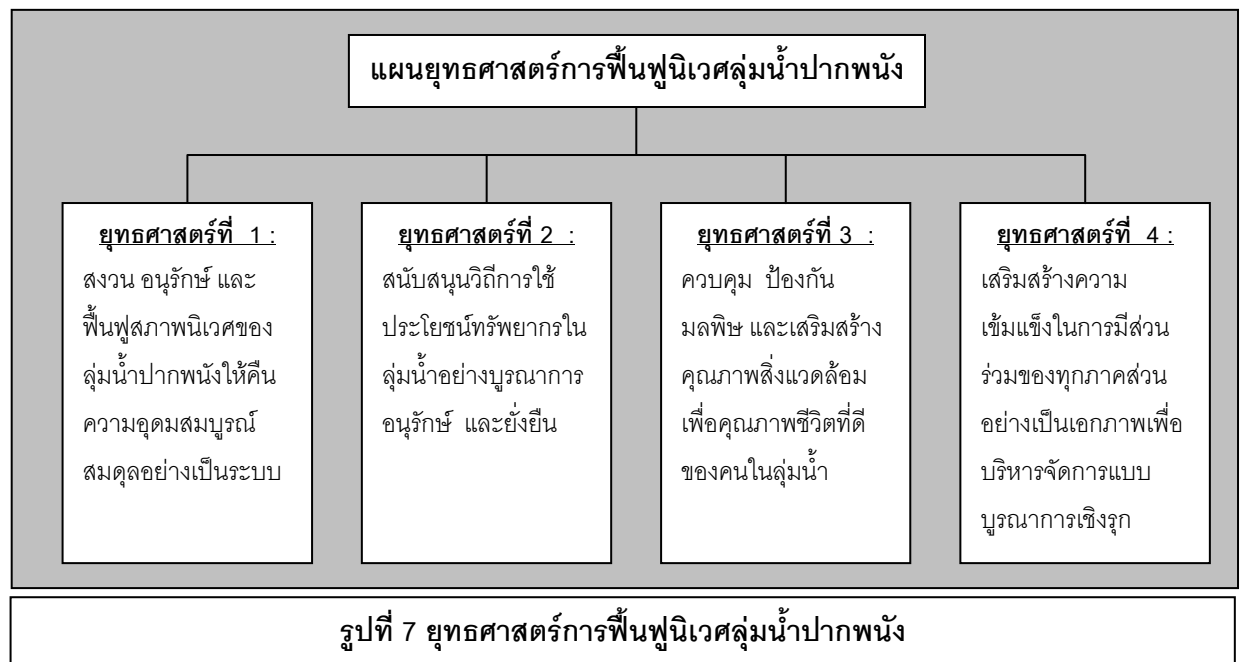 แผนยุทธศาสตร์การฟื้นฟูนิเวศลุ่มน้ำปากพนัง
ยุทธศาสตร์ที่ 1 :
สงวน อนุรักษ์ และ
ฟื้นฟูสภาพนิเวศของ
ลุ่มน้ำปากพนังให้คืน
ความอุดมสมบูรณ์
สมดุลอย่างเป็นระบบ
ยุทธศาสตร์ที่ 2 :
สนับสนุนวิถีการใช้
ประโยชน์ทรัพยากรใน
ลุ่มน้ำอย่างบูรณาการ
อนุรักษ์ และยั่งยืน
ยุทธศาสตร์ที่ 3 :
ควบคุม ป้องกัน
มลพิษ และเสริมสร้าง
คุณภาพสิ่งแวดล้อม
เพื่อคุณภาพชีวิตที่ดี
ของคนในลุ่มน้ำ
ยุทธศาสตร์ที่ 4 :
เสริมสร้างความ
เข้มแข็งในการมีส่วน
ร่วมของทุกภาคส่วน
อย่างเป็นเอกภาพเพื่อ
บริหารจัดการแบบ
บูรณาการเชิงรุก
รูปที่ 7 ยุทธศาสตร์การฟื้นฟูนิเวศลุ่มน้ำปากพนัง